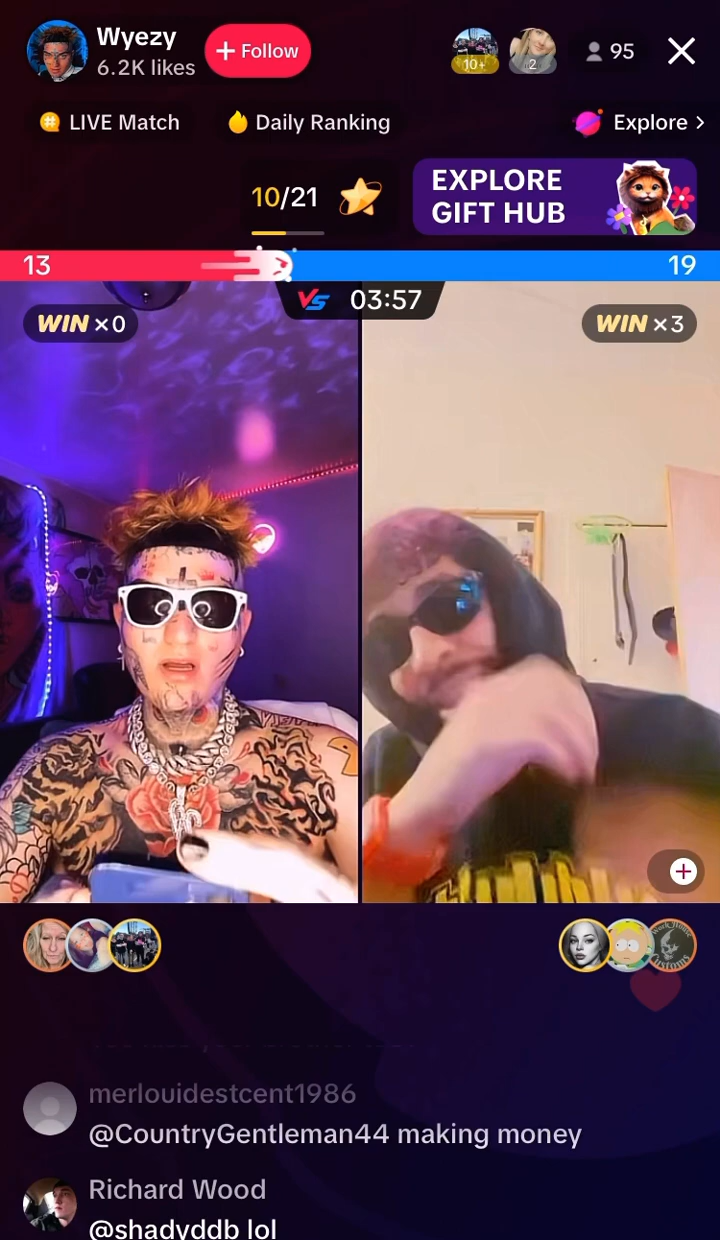 Wyezy
+ Follow
6.2K likes
10+
2
95
LIVE Match
Daily Ranking
Explore >
10/21
EXPLORE
GIFT HUB
13
19
VS 03:57
WIN ×0
WIN ×3
merlouidestcent1986
@CountryGentleman44 making money
Richard Wood
@shadyddb lol